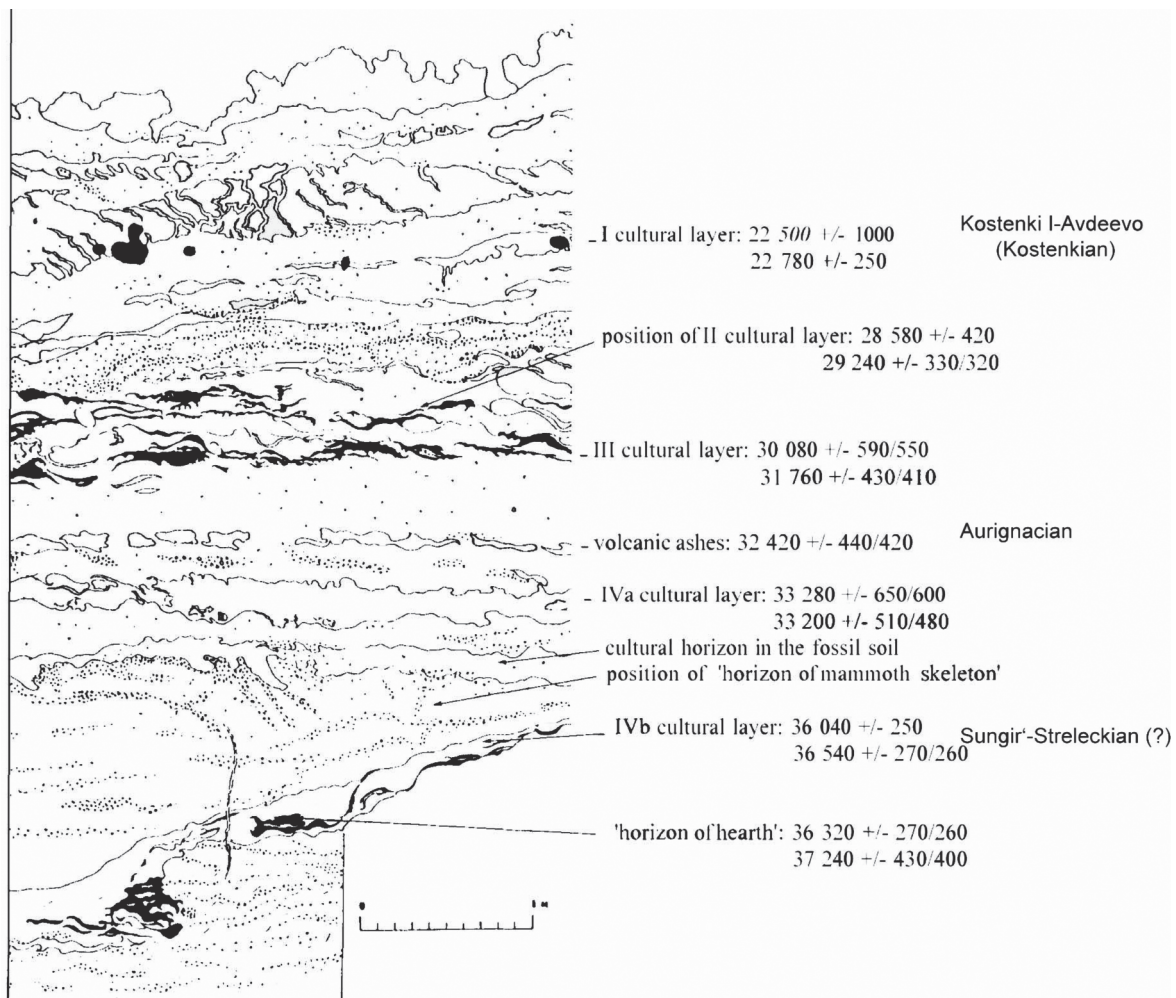 I cultural layer: 22 500 +/- 1000
22 780 +/- 250
Kostenki I-Avdeevo
(Kostenkian)
position of II cultural layer: 28 580 +/- 420
29 240 +/- 330/320
III cultural layer: 30 080 +/- 590/550
31 760 +/- 430/410
Aurignacian
volcanic ashes: 32 420 +/- 440/420
IVa cultural layer: 33 280 +/- 650/600
33 200 +/- 510/480
cultural horizon in the fossil soil
position of 'horizon of mammoth skeleton'
IVb cultural layer: 36 040 +/- 250
36 540 +/- 270/260
Sungir'-Streleckian (?)
'horizon of hearth': 36 320 +/- 270/260
37 240 +/- 430/400
0